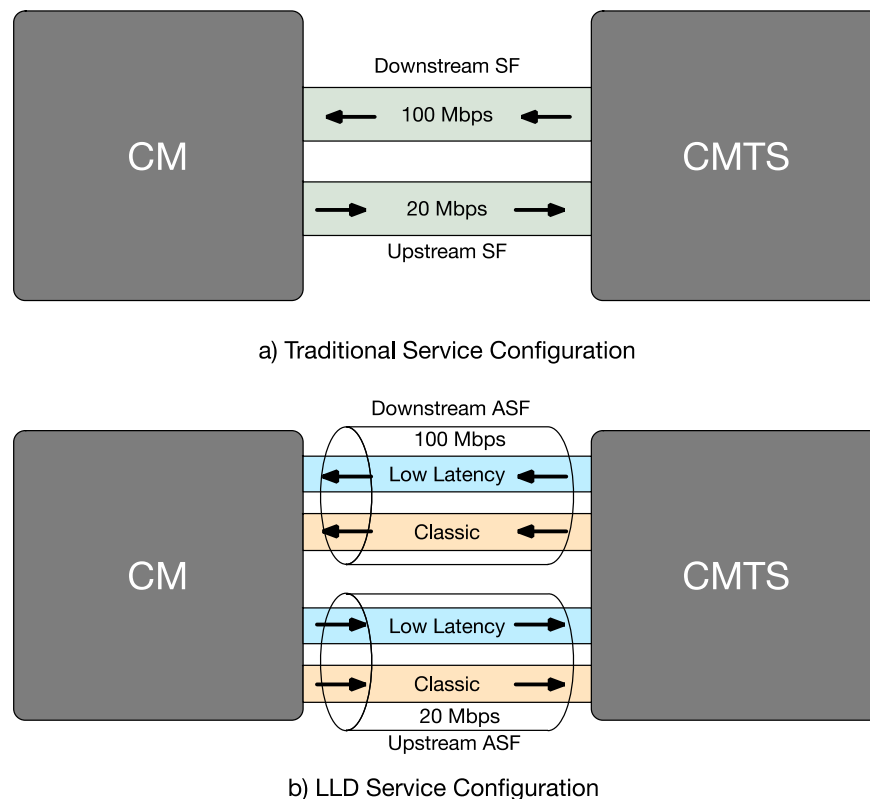 Downstream SF
100 Mbps
CM
CMTS
20 Mbps
Upstream SF
a) Traditional Service Configuration
Downstream ASF
100 Mbps
Low Latency
Classic
CM
CMTS
Low Latency
Classic
20 Mbps
Upstream ASF
b) LLD Service Configuration